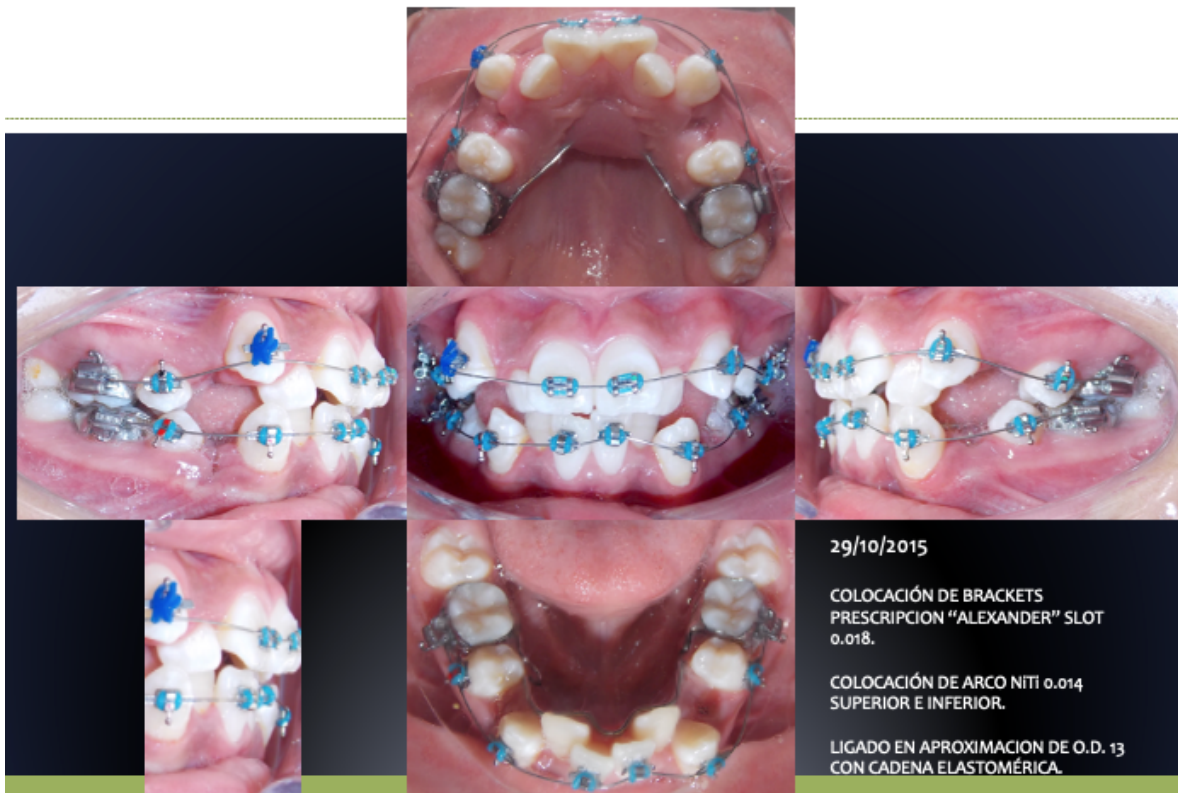 29/10/2015
COLOCACIÓN DE BRACKETS
PRESCRIPCION “ALEXANDER” SLOT
0.018.
COLOCACIÓN DE ARCO NiTi 0.014
SUPERIOR E INFERIOR.
LIGADO EN APROXIMACION DE O.D. 13
CON CADENA ELASTOMÉRICA.